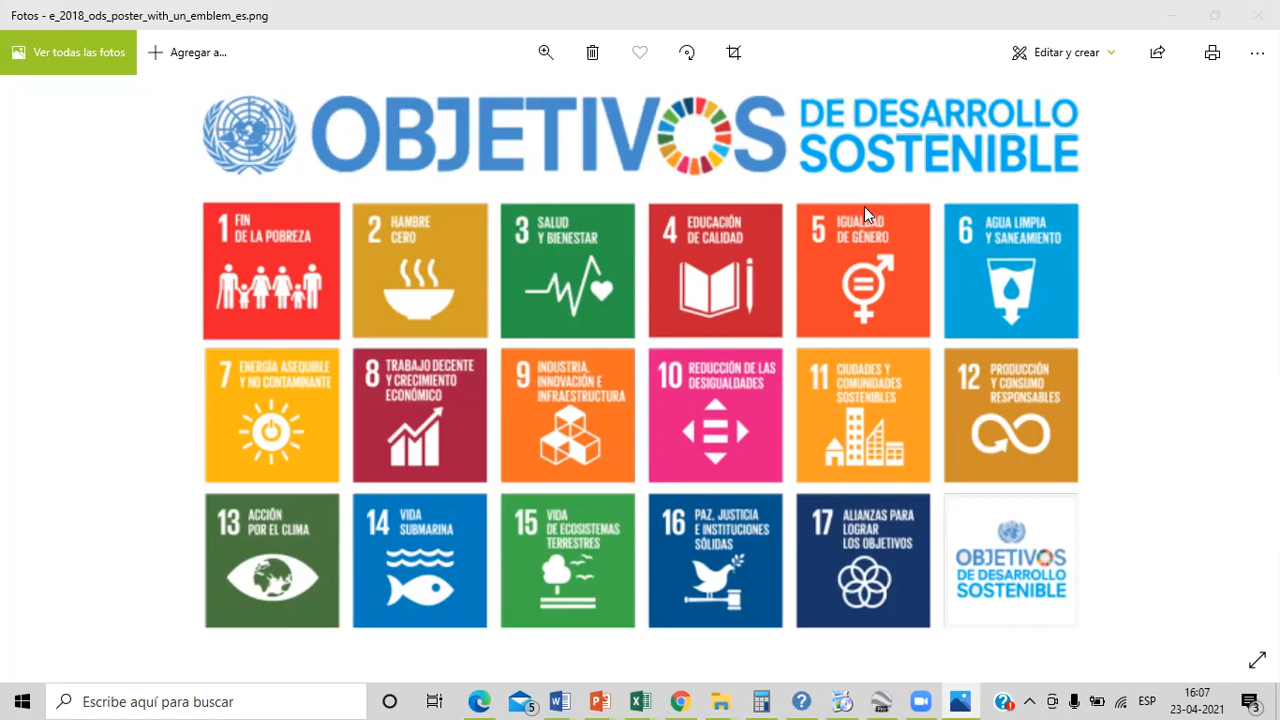 Fotos - e_2018_ods_poster_with_un_emblem_es.png
Ver todas las fotos
Agregar a...
Editar y crear
OBJETIVOS
DE DESARROLLO
SOSTENIBLE
1 FIN
DE LA POBREZA
2 HAMBRE
CERO
3 SALUD
Y BIENESTAR
4 EDUCACIÓN
DE CALIDAD
5 IGUALDAD
DE GÉNERO
6 AGUA LIMPIA
Y SANEAMIENTO
7 ENERGÍA ASEQUIBLE
Y NO CONTAMINANTE
8 TRABAJO DECENTE
Y CRECIMIENTO
ECONÓMICO
9 INDUSTRIA,
INNOVACIÓN E
INFRAESTRUCTURA
10 REDUCCIÓN DE LAS
DESIGUALDADES
11 CIUDADES Y
COMUNIDADES
SOSTENIBLES
12 PRODUCCIÓN
Y CONSUMO
RESPONSABLES
13 ACCIÓN
POR EL CLIMA
14 VIDA
SUBMARINA
15 VIDA
DE ECOSISTEMAS
TERRESTRES
16 PAZ, JUSTICIA
E INSTITUCIONES
SÓLIDAS
17 ALIANZAS PARA
LOGRAR
LOS OBJETIVOS
OBJETIVOS
DE DESARROLLO
SOSTENIBLE
Escribe aquí para buscar
5
Pro
ESP
16:07
23-04-2021
3